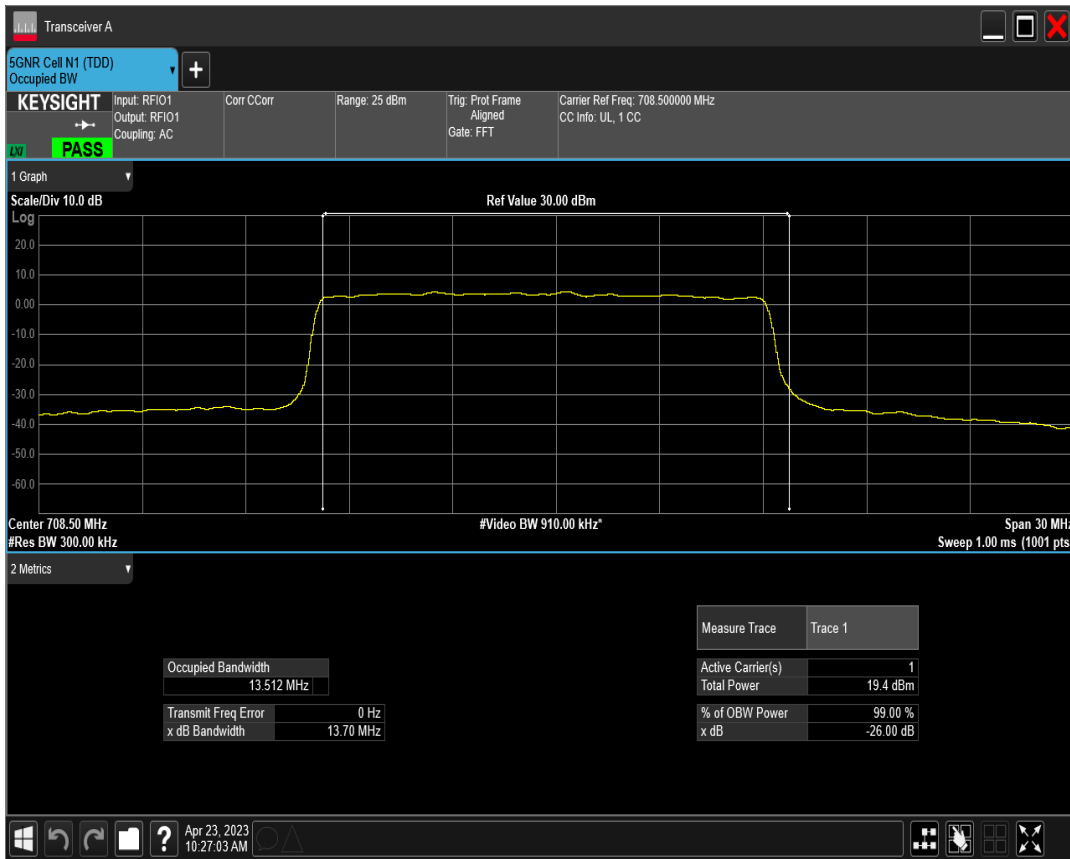 Transceiver A
5GNR Cell N1 (TDD)
Occupied BW
+
KEYSIGHT
LXI
PASS
Input: RFIO1
Output: RFIO1
Coupling: AC
Corr CCorr
Range: 25 dBm
Trig: Prot Frame
Aligned
Gate: FFT
Carrier Ref Freq: 708.500000 MHz
CC Info: UL, 1 CC
1 Graph
Scale/Div 10.0 dB
Ref Value 30.00 dBm
Log
20.0
10.0
0.00
-10.0
-20.0
-30.0
-40.0
-50.0
-60.0
Center 708.50 MHz
#Video BW 910.00 kHz*
Span 30 MHz
#Res BW 300.00 kHz
Sweep 1.00 ms (1001 pts
2 Metrics
Measure Trace Trace 1
Occupied Bandwidth
13.512 MHz
Active Carrier(s) 1
Total Power 19.4 dBm
Transmit Freq Error 0 Hz
x dB Bandwidth 13.70 MHz
% of OBW Power 99.00 %
x dB -26.00 dB
?
Apr 23, 2023
10:27:03 AM